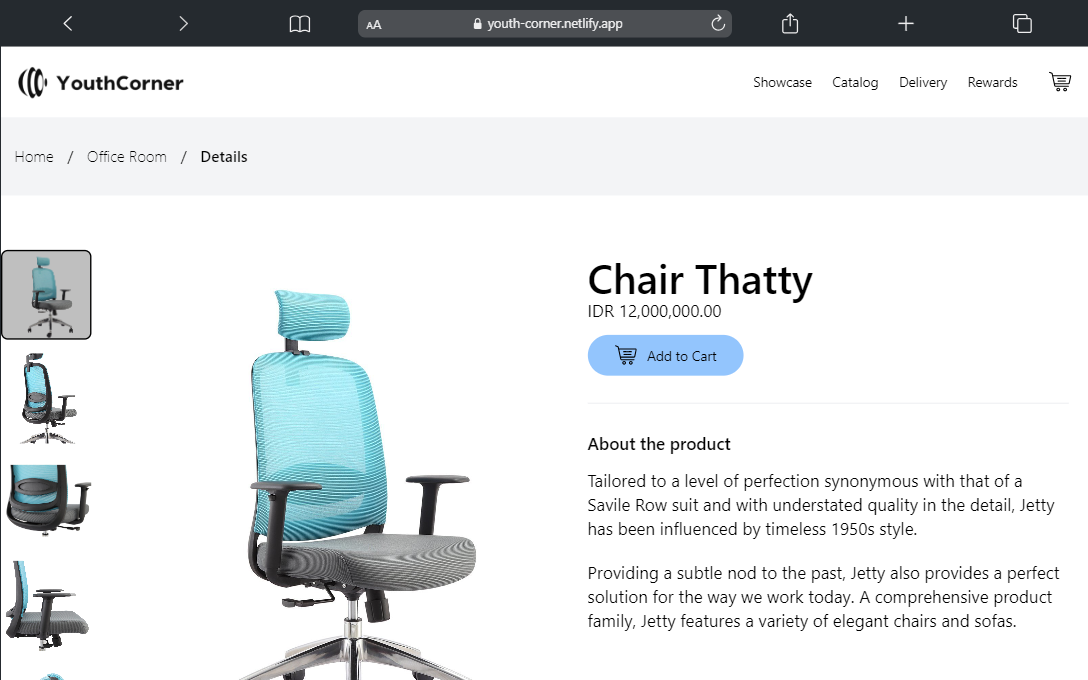 AA youth-corner.netlify.app
YouthCorner
Showcase Catalog Delivery Rewards
Home / Office Room / Details
Chair Thatty
IDR 12,000,000.00
Add to Cart
About the product
Tailored to a level of perfection synonymous with that of a
Savile Row suit and with understated quality in the detail, Jetty
has been influenced by timeless 1950s style.
Providing a subtle nod to the past, Jetty also provides a perfect
solution for the way we work today. A comprehensive product
family, Jetty features a variety of elegant chairs and sofas.